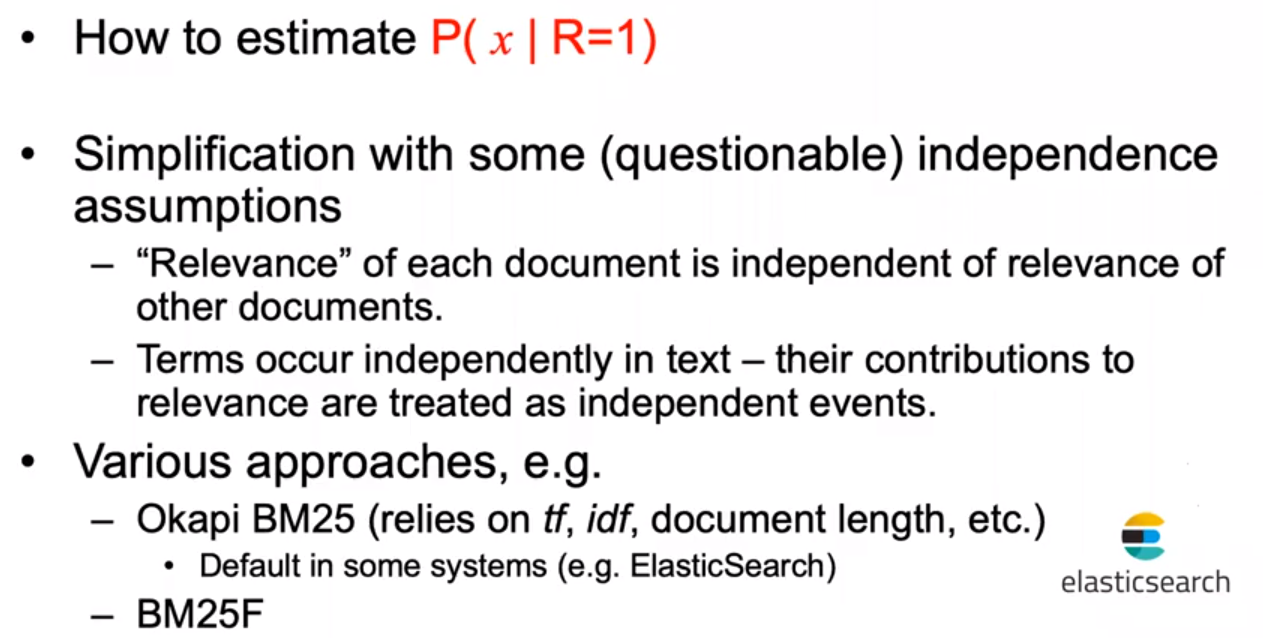 • How to estimate P( x | R=1)
• Simplification with some (questionable) independence
assumptions
– “Relevance” of each document is independent of relevance of
other documents.
– Terms occur independently in text – their contributions to
relevance are treated as independent events.
• Various approaches, e.g.
– Okapi BM25 (relies on tf, idf, document length, etc.)
• Default in some systems (e.g. ElasticSearch)
elasticsearch
– BM25F